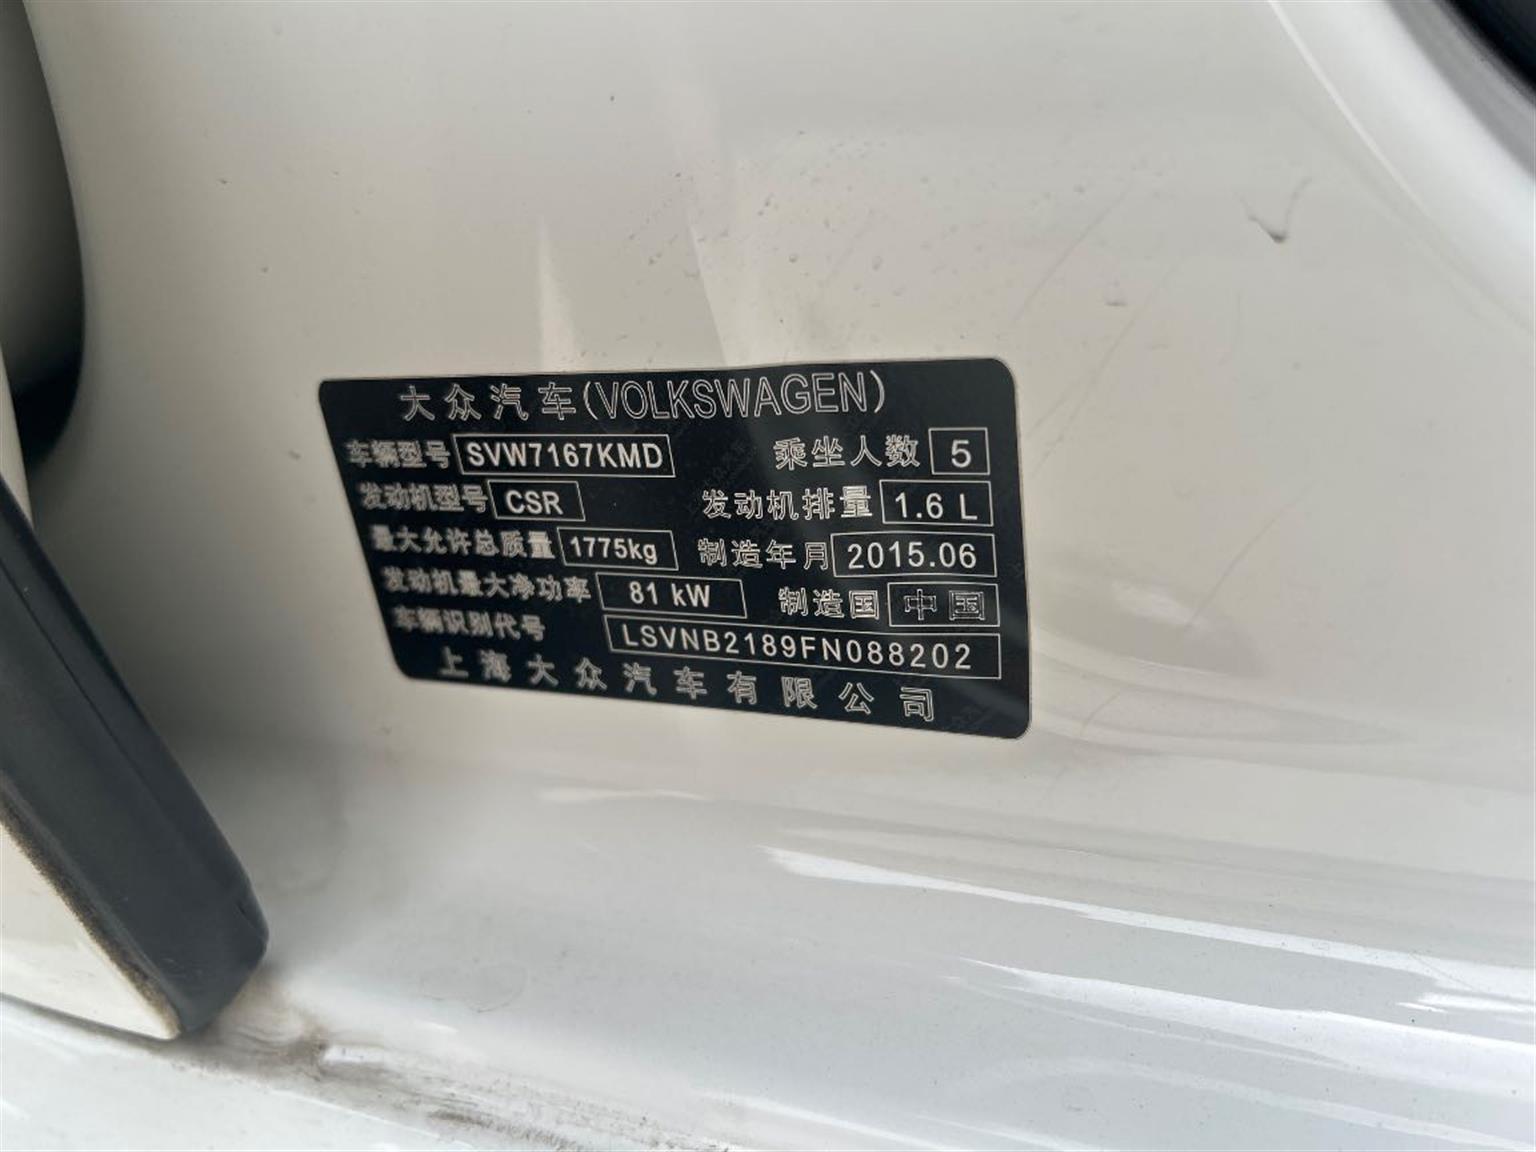 大众汽车(VOLKSWAGEN)
车辆型号 SVW7167KMD 乘坐人数 5
发动机型号 CSR 发动机排量 1.6 L
最大允许总质量 1775kg 制造年月 2015.06
发动机最大净功率 81 kW 制造国 中国
车辆识别代号 LSVNB2189FN088202
上海大众汽车有限公司